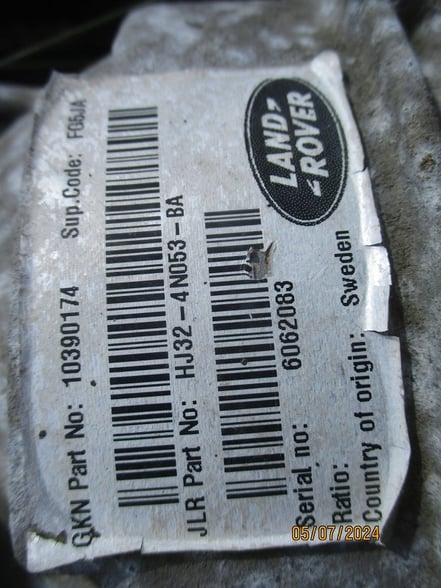 GKN Part No: 10390174 Sup.Code: F65JA
JLR Part No: HJ32-4N053-BA
Serial no: 6062083
Ratio:
Country of origin: Sweden
LAND
ROVER
05/07/2024